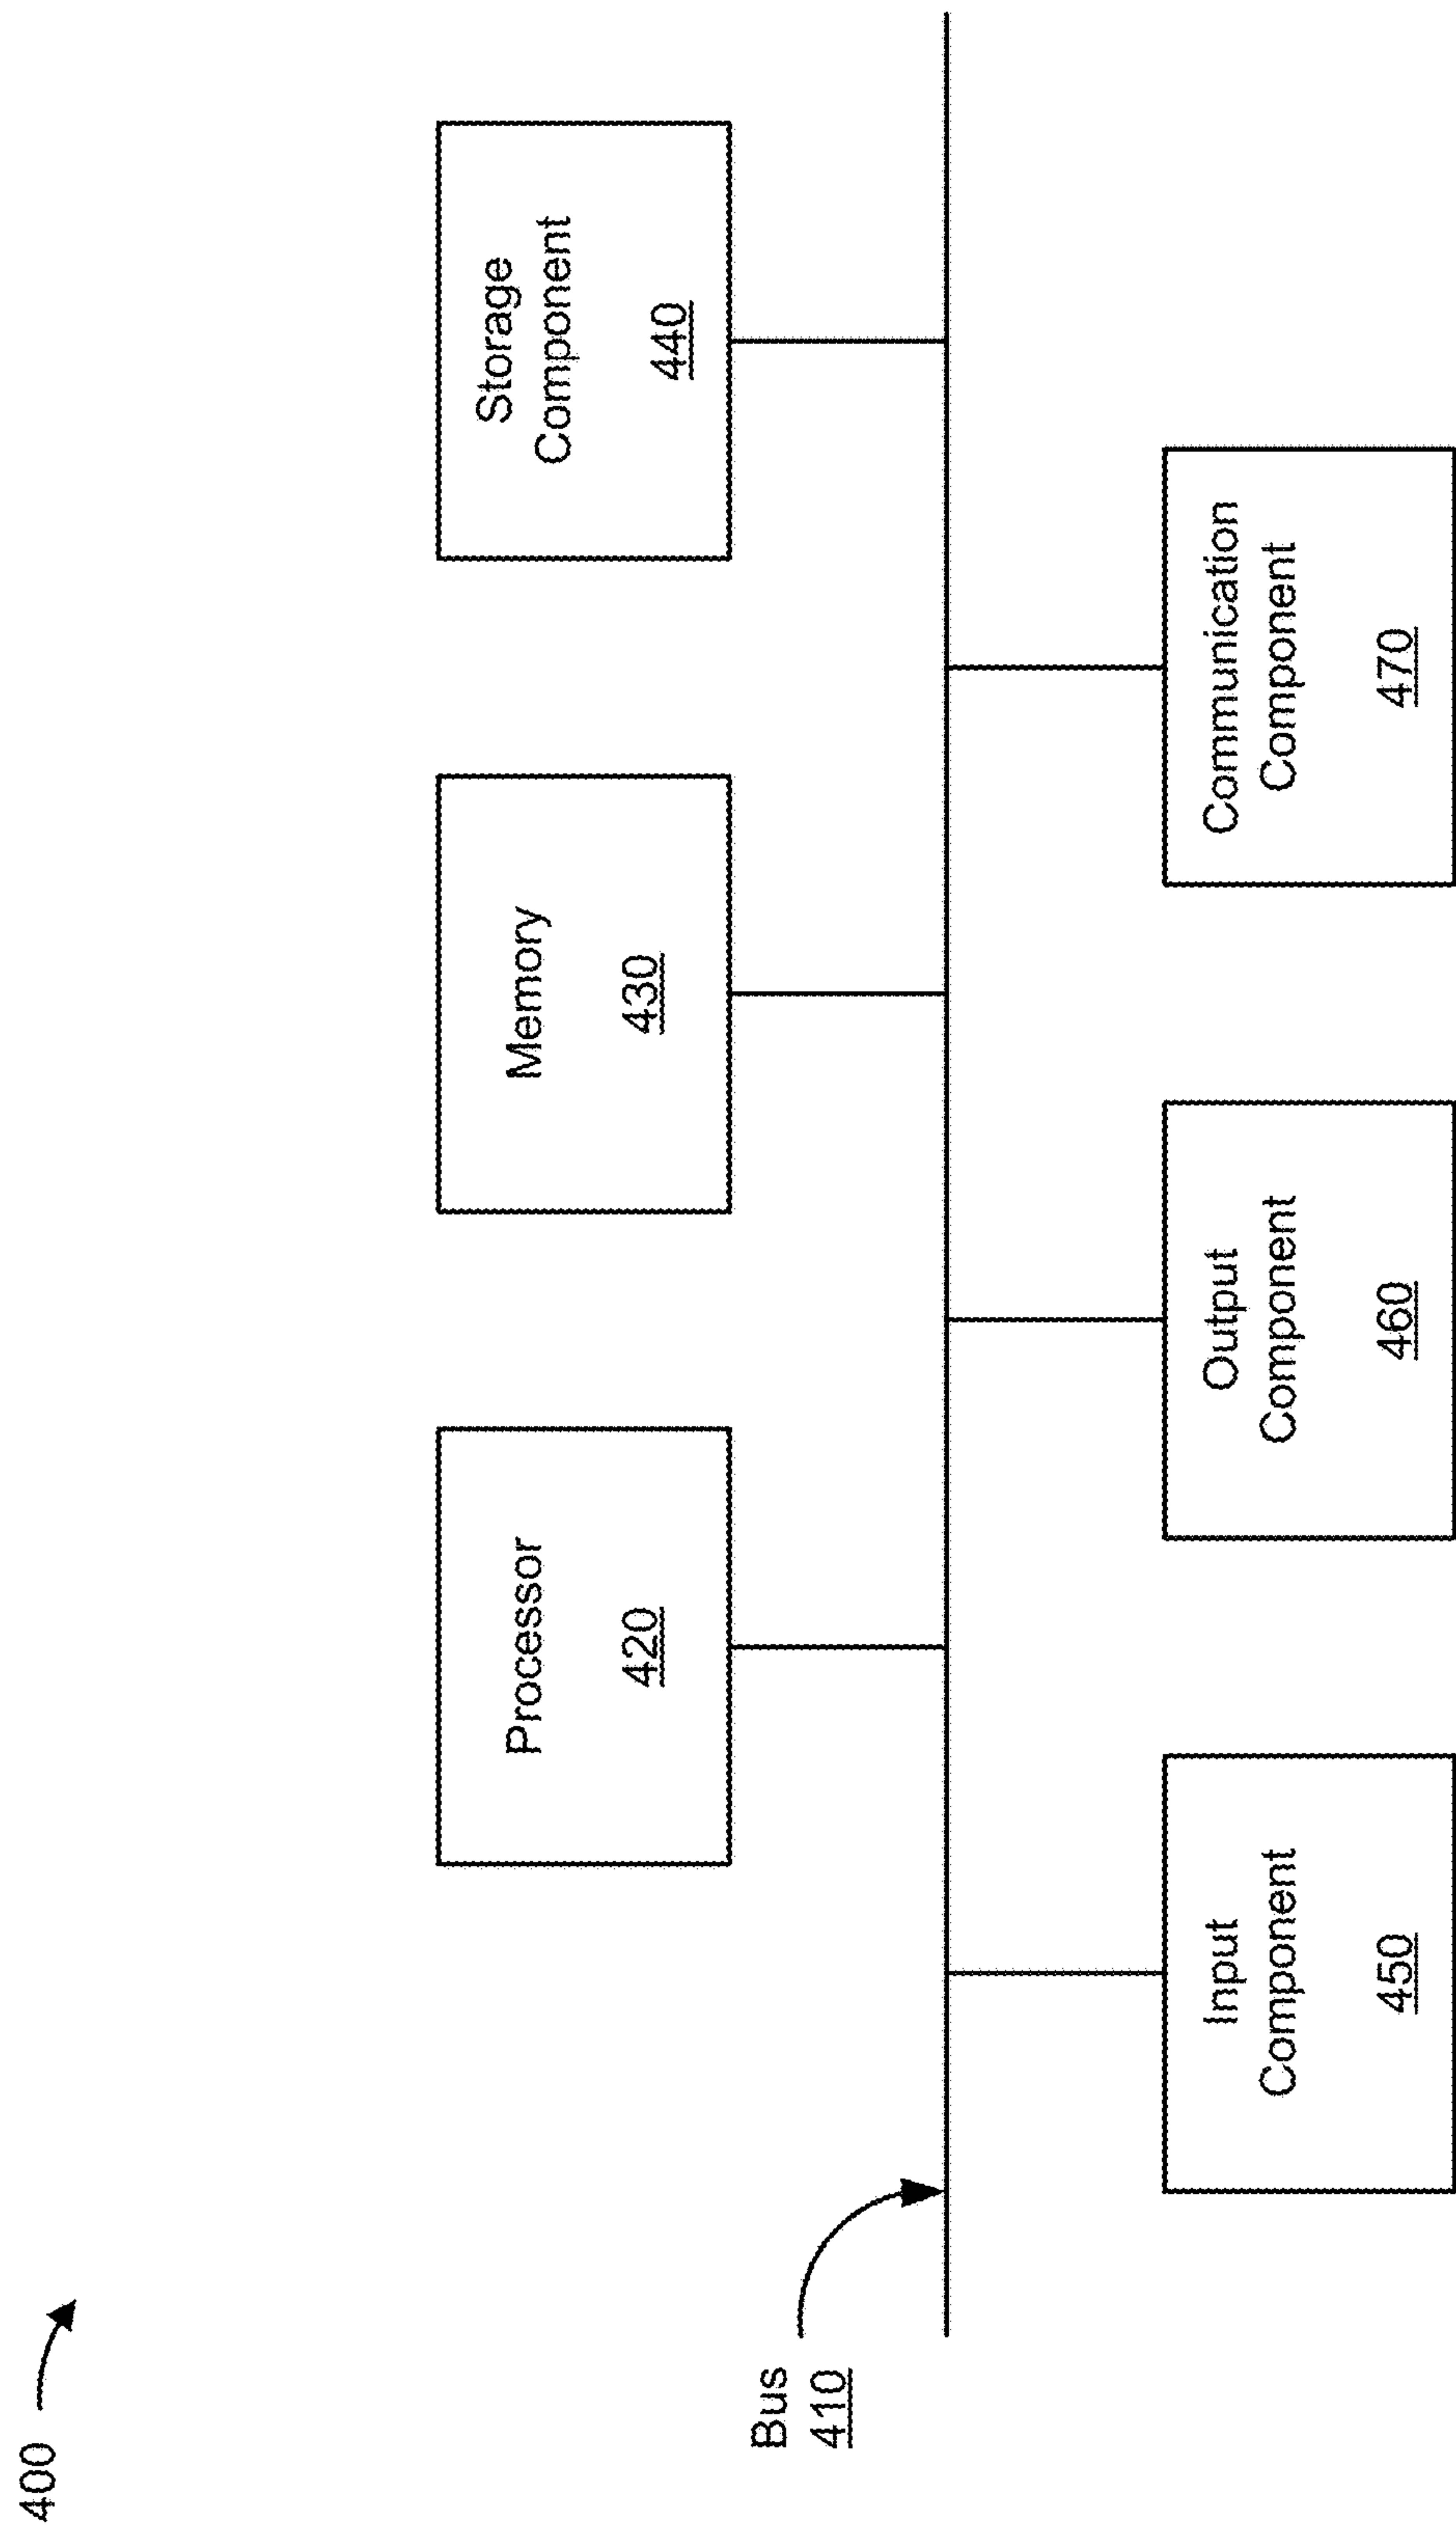 400
Processor
420
Memory
430
Storage
Component
440
Bus
410
Input
Component
450
Output
Component
460
Communication
Component
470